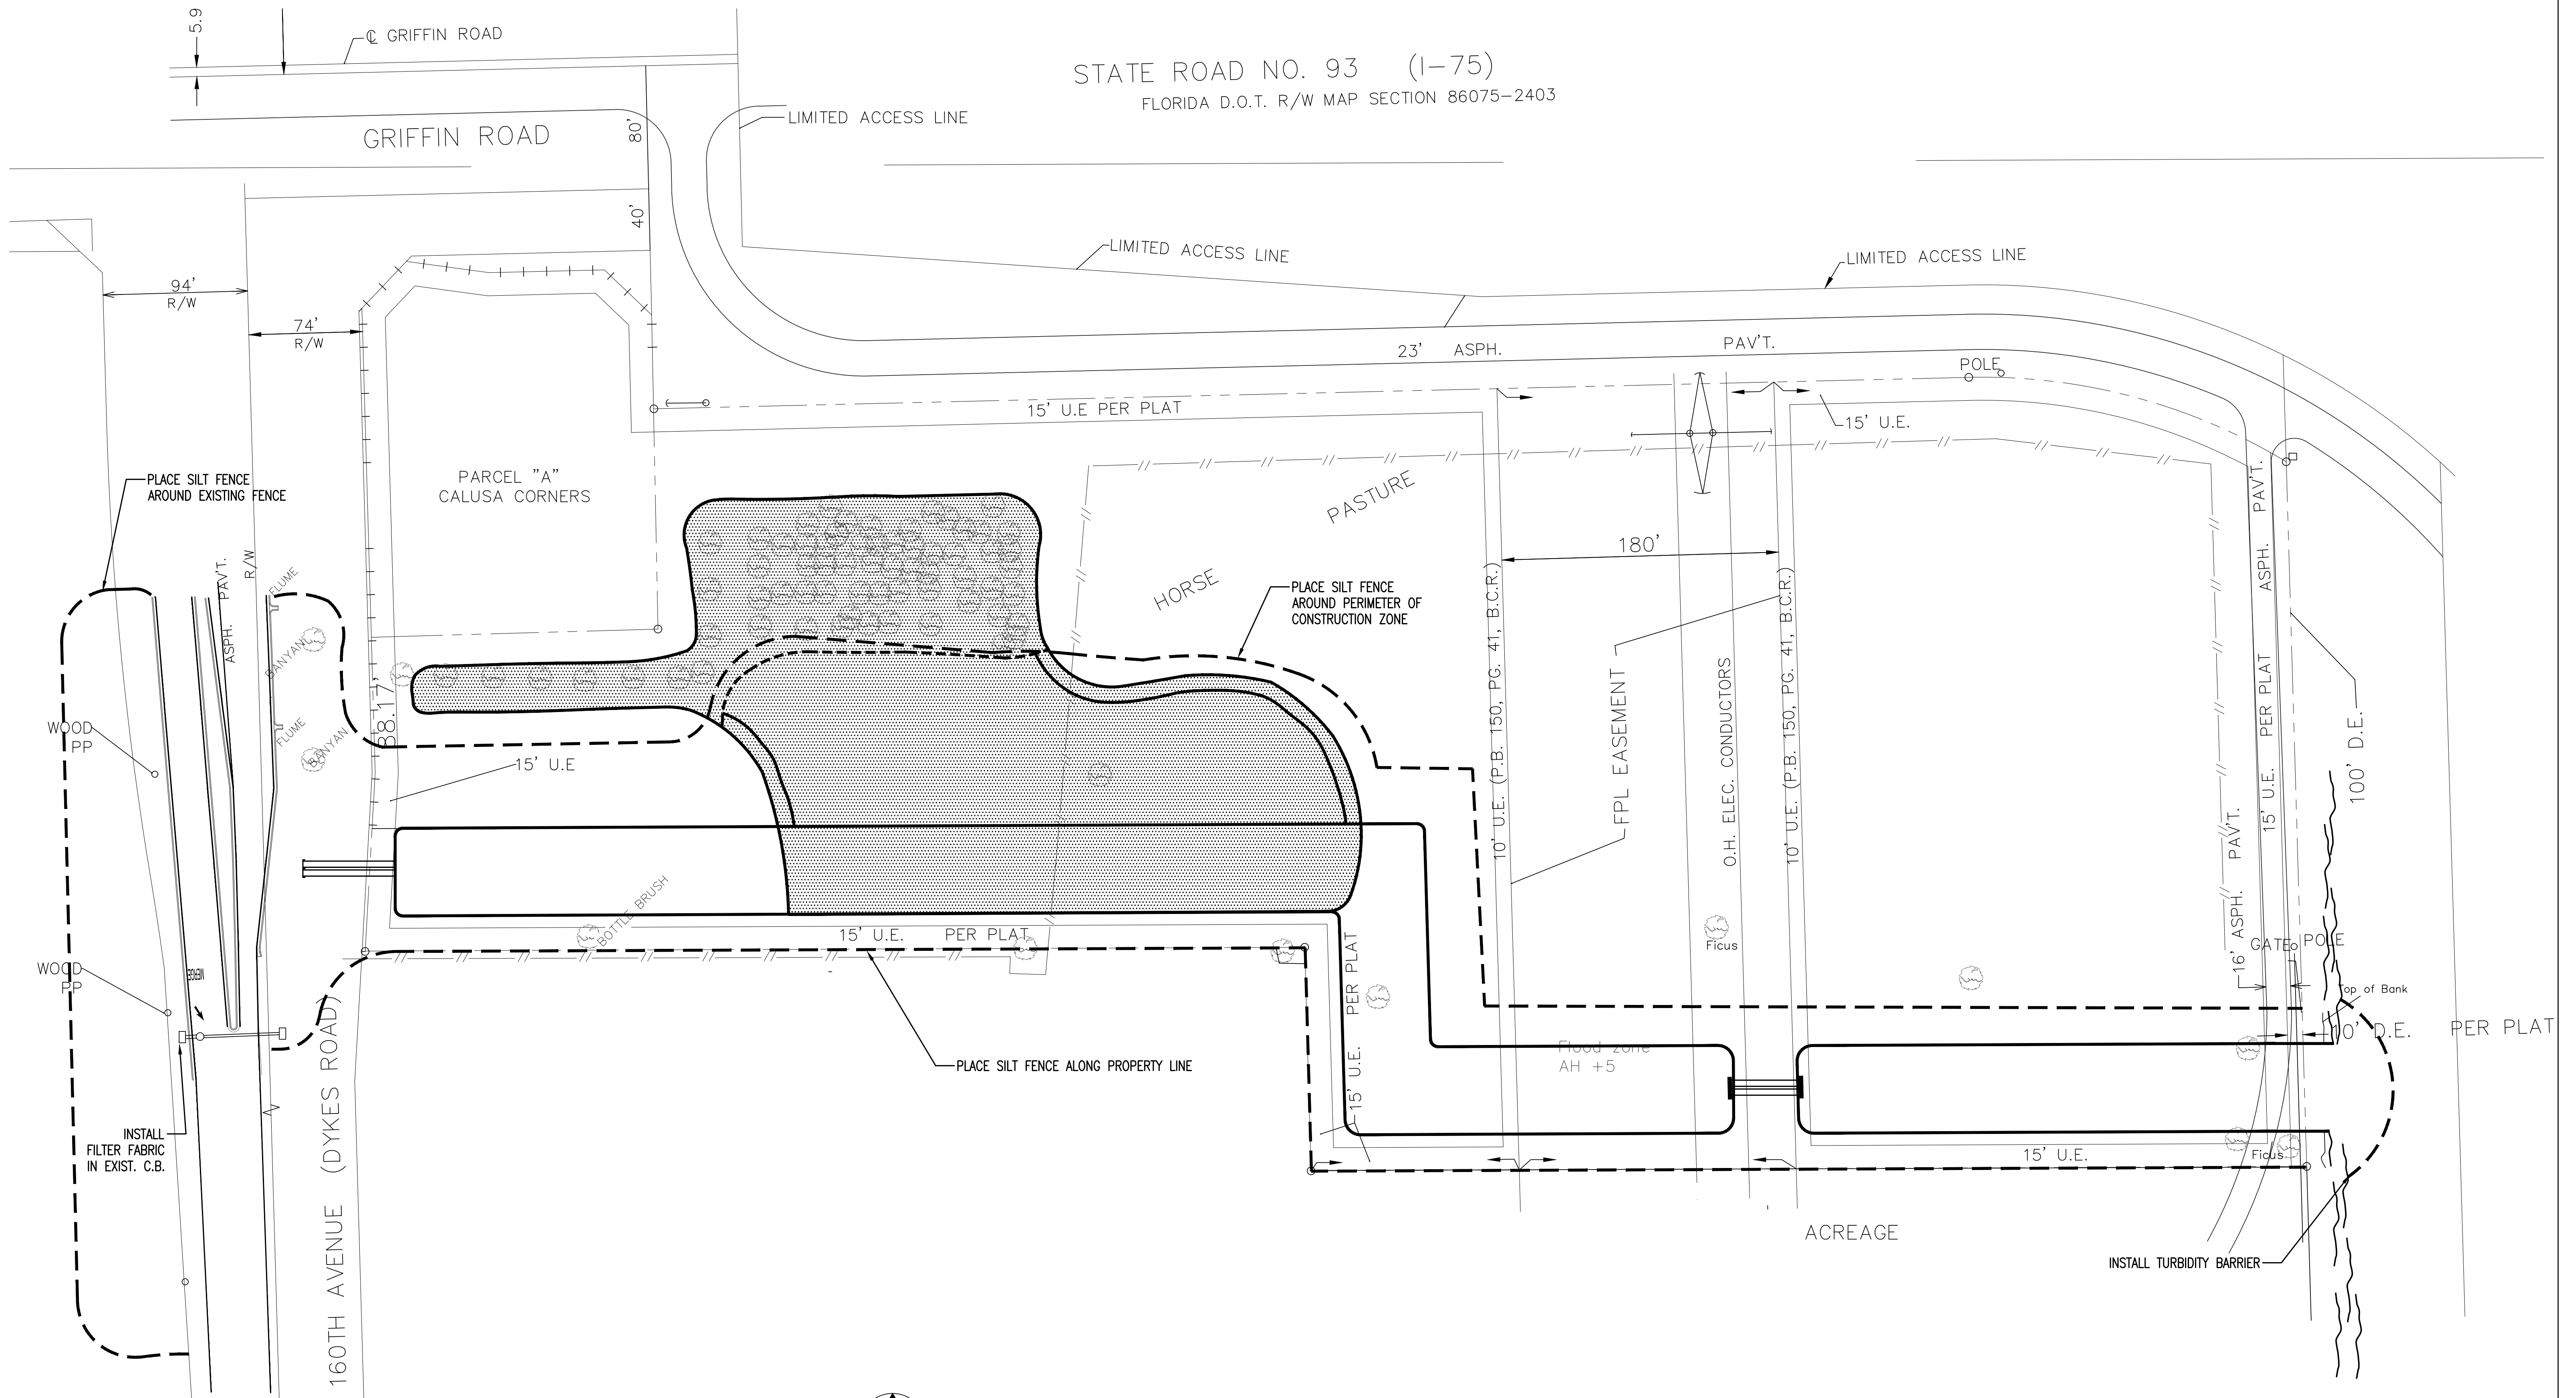 5.9
℄ GRIFFIN ROAD
STATE ROAD NO. 93 (I-75)
FLORIDA D.O.T. R/W MAP SECTION 86075-2403
LIMITED ACCESS LINE
GRIFFIN ROAD
80'
40'
LIMITED ACCESS LINE
LIMITED ACCESS LINE
94'
R/W
74'
R/W
23' ASPH. PAV'T.
POLE
15' U.E PER PLAT
15' U.E.
PLACE SILT FENCE
AROUND EXISTING FENCE
PARCEL "A"
CALUSA CORNERS
HORSE PASTURE
180'
PLACE SILT FENCE
AROUND PERIMETER OF
CONSTRUCTION ZONE
ASPH. PAV'T.
R/W
FLUME
BANYAN
FLUME
BANYAN
WOOD
PP
88.17'
15' U.E
10' U.E. (P.B. 150, PG. 41, B.C.R.)
FPL EASEMENT
O.H. ELEC. CONDUCTORS
10' U.E. (P.B. 150, PG. 41, B.C.R.)
15' U.E. PER PLAT
ASPH. PAV'T.
100' D.E.
16' ASPH. PAV'T.
BOTTLE BRUSH
15' U.E. PER PLAT
Ficus
GATE
POLE
WOOD
PP
MERGE
Top of Bank
10' D.E. PER PLAT
15' U.E. PER PLAT
Flood zone
AH +5
PLACE SILT FENCE ALONG PROPERTY LINE
INSTALL
FILTER FABRIC
IN EXIST. C.B.
160TH AVENUE (DYKES ROAD)
15' U.E.
Ficus
ACREAGE
INSTALL TURBIDITY BARRIER